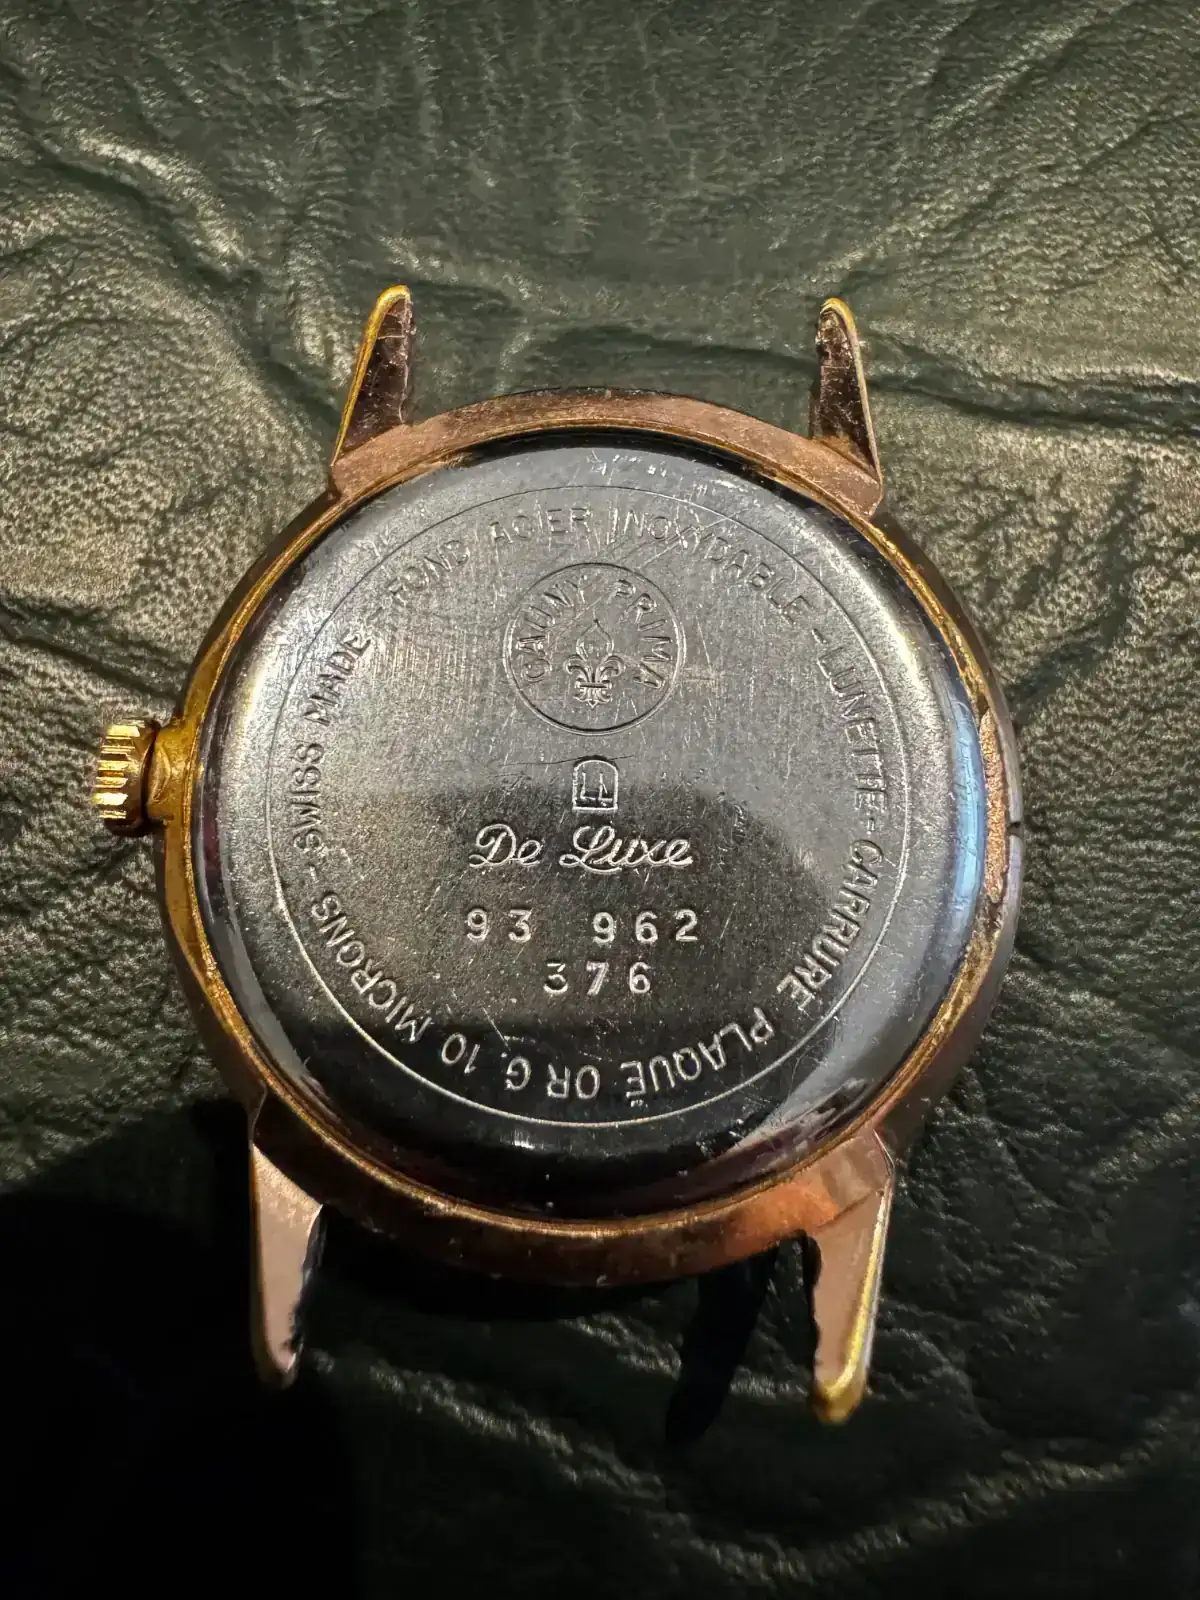 FOND ACIER INOXYDABLE - LUNETTE - CARRURE PLAQUÉ OR G. 10 MICRONS - SWISS MADE -
CAUNY PRIMA
De Luxe
93 962
376